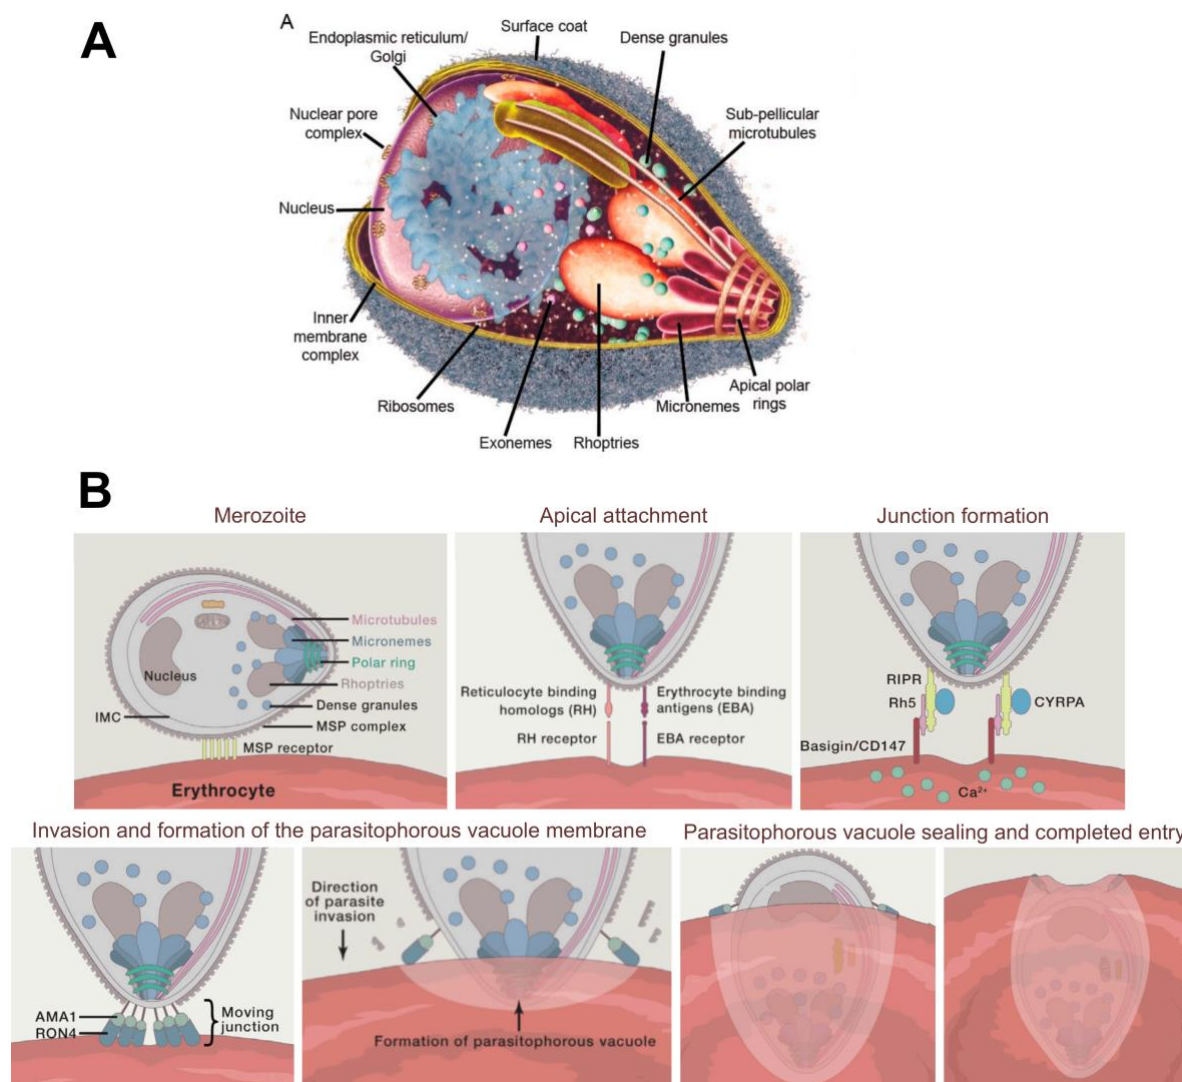 A
A
Surface coat
Endoplasmic reticulum/
Golgi
Dense granules
Nuclear pore
complex
Sub-pellicular
microtubules
Nucleus
Inner
membrane
complex
Ribosomes
Exonemes
Rhoptries
Micronemes
Apical polar
rings
B
Merozoite
Microtubules
Micronemes
Polar ring
Rhoptries
Dense granules
MSP complex
MSP receptor
Nucleus
IMC
Erythrocyte
Apical attachment
Reticulocyte binding
homologs (RH)
Erythrocyte binding
antigens (EBA)
RH receptor
EBA receptor
Junction formation
RIPR
Rh5
CYRPA
Basigin/CD147
Ca²⁺
Invasion and formation of the parasitophorous vacuole membrane
AMA1
RON4
Moving
junction
Direction
of parasite
invasion
Formation of parasitophorous vacuole
Parasitophorous vacuole sealing and completed entry